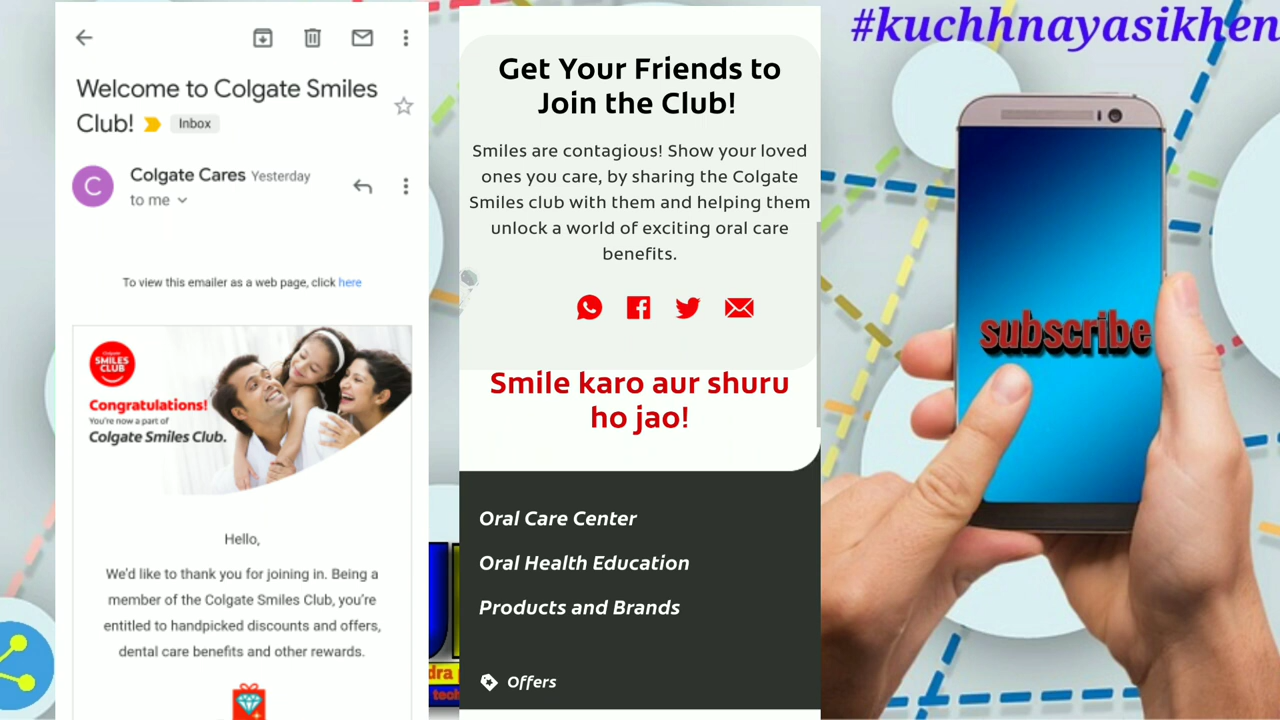 Welcome to Colgate Smiles
Club!
Inbox
C
Colgate Cares Yesterday
to me
To view this emailer as a web page, click here
Colgate
SMILES
CLUB
Congratulations!
You're now a part of
Colgate Smiles Club.
Hello,
We'd like to thank you for joining in. Being a
member of the Colgate Smiles Club, you're
entitled to handpicked discounts and offers,
dental care benefits and other rewards.
Get Your Friends to
Join the Club!
Smiles are contagious! Show your loved
ones you care, by sharing the Colgate
Smiles club with them and helping them
unlock a world of exciting oral care
benefits.
Smile karo aur shuru
ho jao!
Oral Care Center
Oral Health Education
Products and Brands
Offers
dra
tech
#kuchhnayasikhen
subscribe